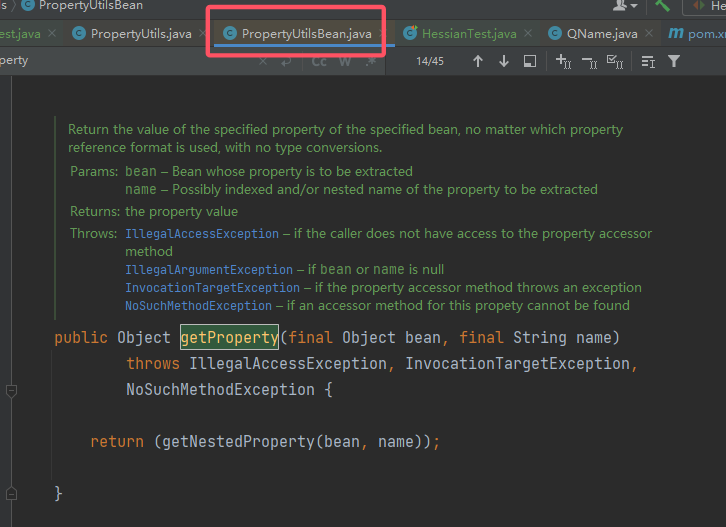 s 〉 PropertyUtilsBean
He
est.java × PropertyUtils.java × PropertyUtilsBean.java × HessianTest.java × QName.java × m pom.xm
perty × Cc W .* 14/45
Return the value of the specified property of the specified bean, no matter which property
reference format is used, with no type conversions.
Params: bean – Bean whose property is to be extracted
name – Possibly indexed and/or nested name of the property to be extracted
Returns: the property value
Throws: IllegalAccessException – if the caller does not have access to the property accessor
method
IllegalArgumentException – if bean or name is null
InvocationTargetException – if the property accessor method throws an exception
NoSuchMethodException – if an accessor method for this propety cannot be found
public Object getProperty(final Object bean, final String name)
throws IllegalAccessException, InvocationTargetException,
NoSuchMethodException {
return (getNestedProperty(bean, name));
}